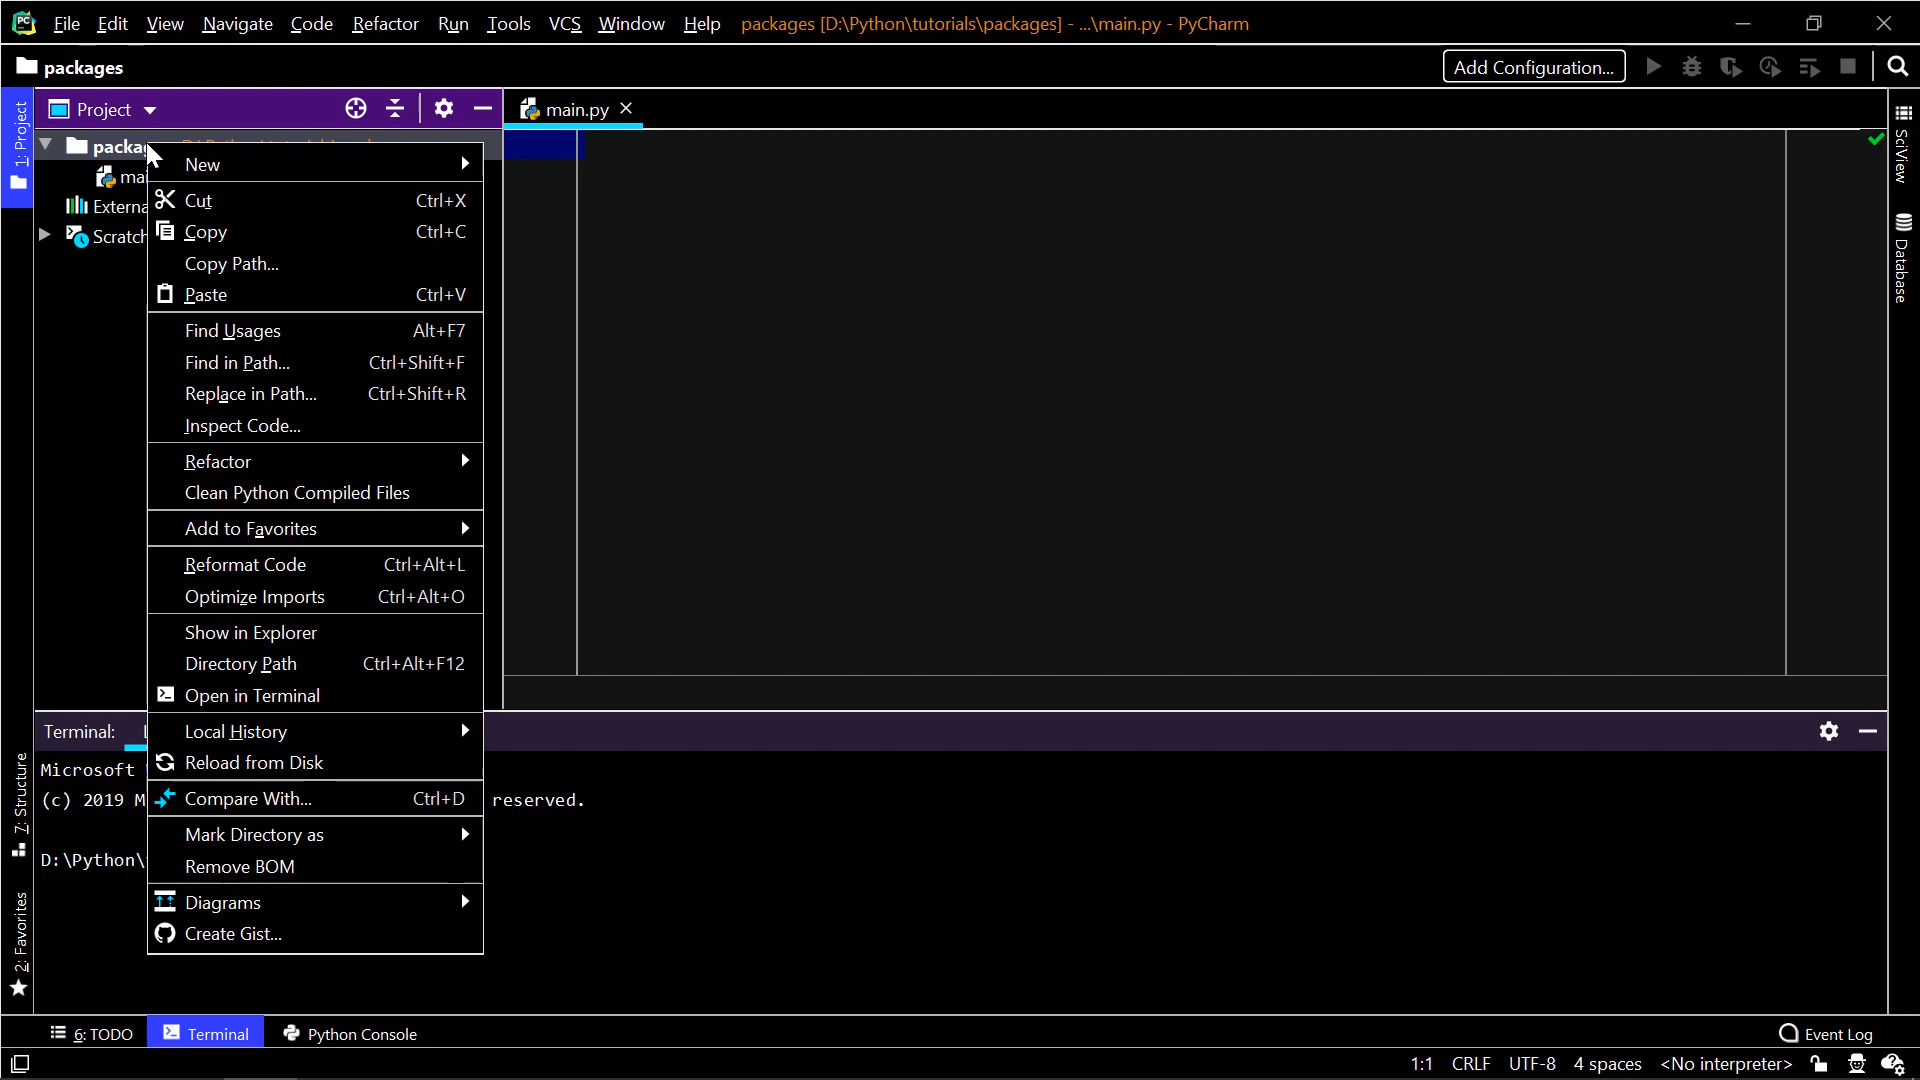 File Edit View Navigate Code Refactor Run Tools VCS Window Help packages [D:\Python\tutorials\packages] - ...\main.py - PyCharm
packages
Add Configuration...
1: Project
Project
main.py
SciView
Database
New
Cut Ctrl+X
Copy Ctrl+C
Copy Path...
Paste Ctrl+V
Find Usages Alt+F7
Find in Path... Ctrl+Shift+F
Replace in Path... Ctrl+Shift+R
Inspect Code...
Refactor
Clean Python Compiled Files
Add to Favorites
Reformat Code Ctrl+Alt+L
Optimize Imports Ctrl+Alt+O
Show in Explorer
Directory Path Ctrl+Alt+F12
Open in Terminal
Local History
Reload from Disk
Compare With... Ctrl+D
Mark Directory as
Remove BOM
Diagrams
Create Gist...
Terminal:
Microsoft
(c) 2019 M reserved.
D:\Python\
7: Structure
2: Favorites
6: TODO Terminal Python Console Event Log
1:1 CRLF UTF-8 4 spaces <No interpreter>